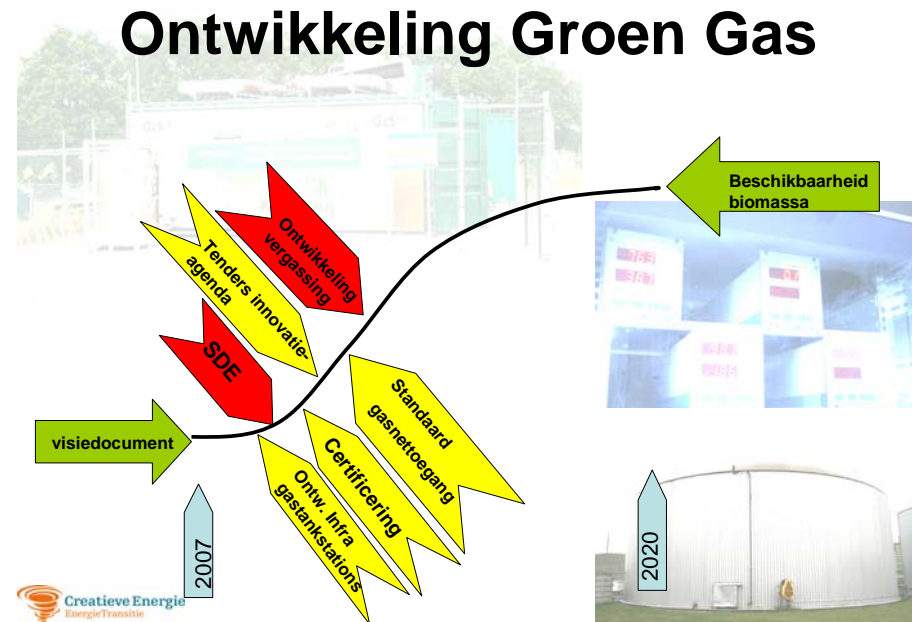 Ontwikkeling Groen Gas
Beschikbaarheid
biomassa
Ontwikkeling
vergassing
Tenders innovatie-
agenda
SDE
visiedocument
Standaard
gasnettoegang
Certificering
Ontw. Infra
gastankstations
2007
2020
Creatieve Energie
EnergieTransitie